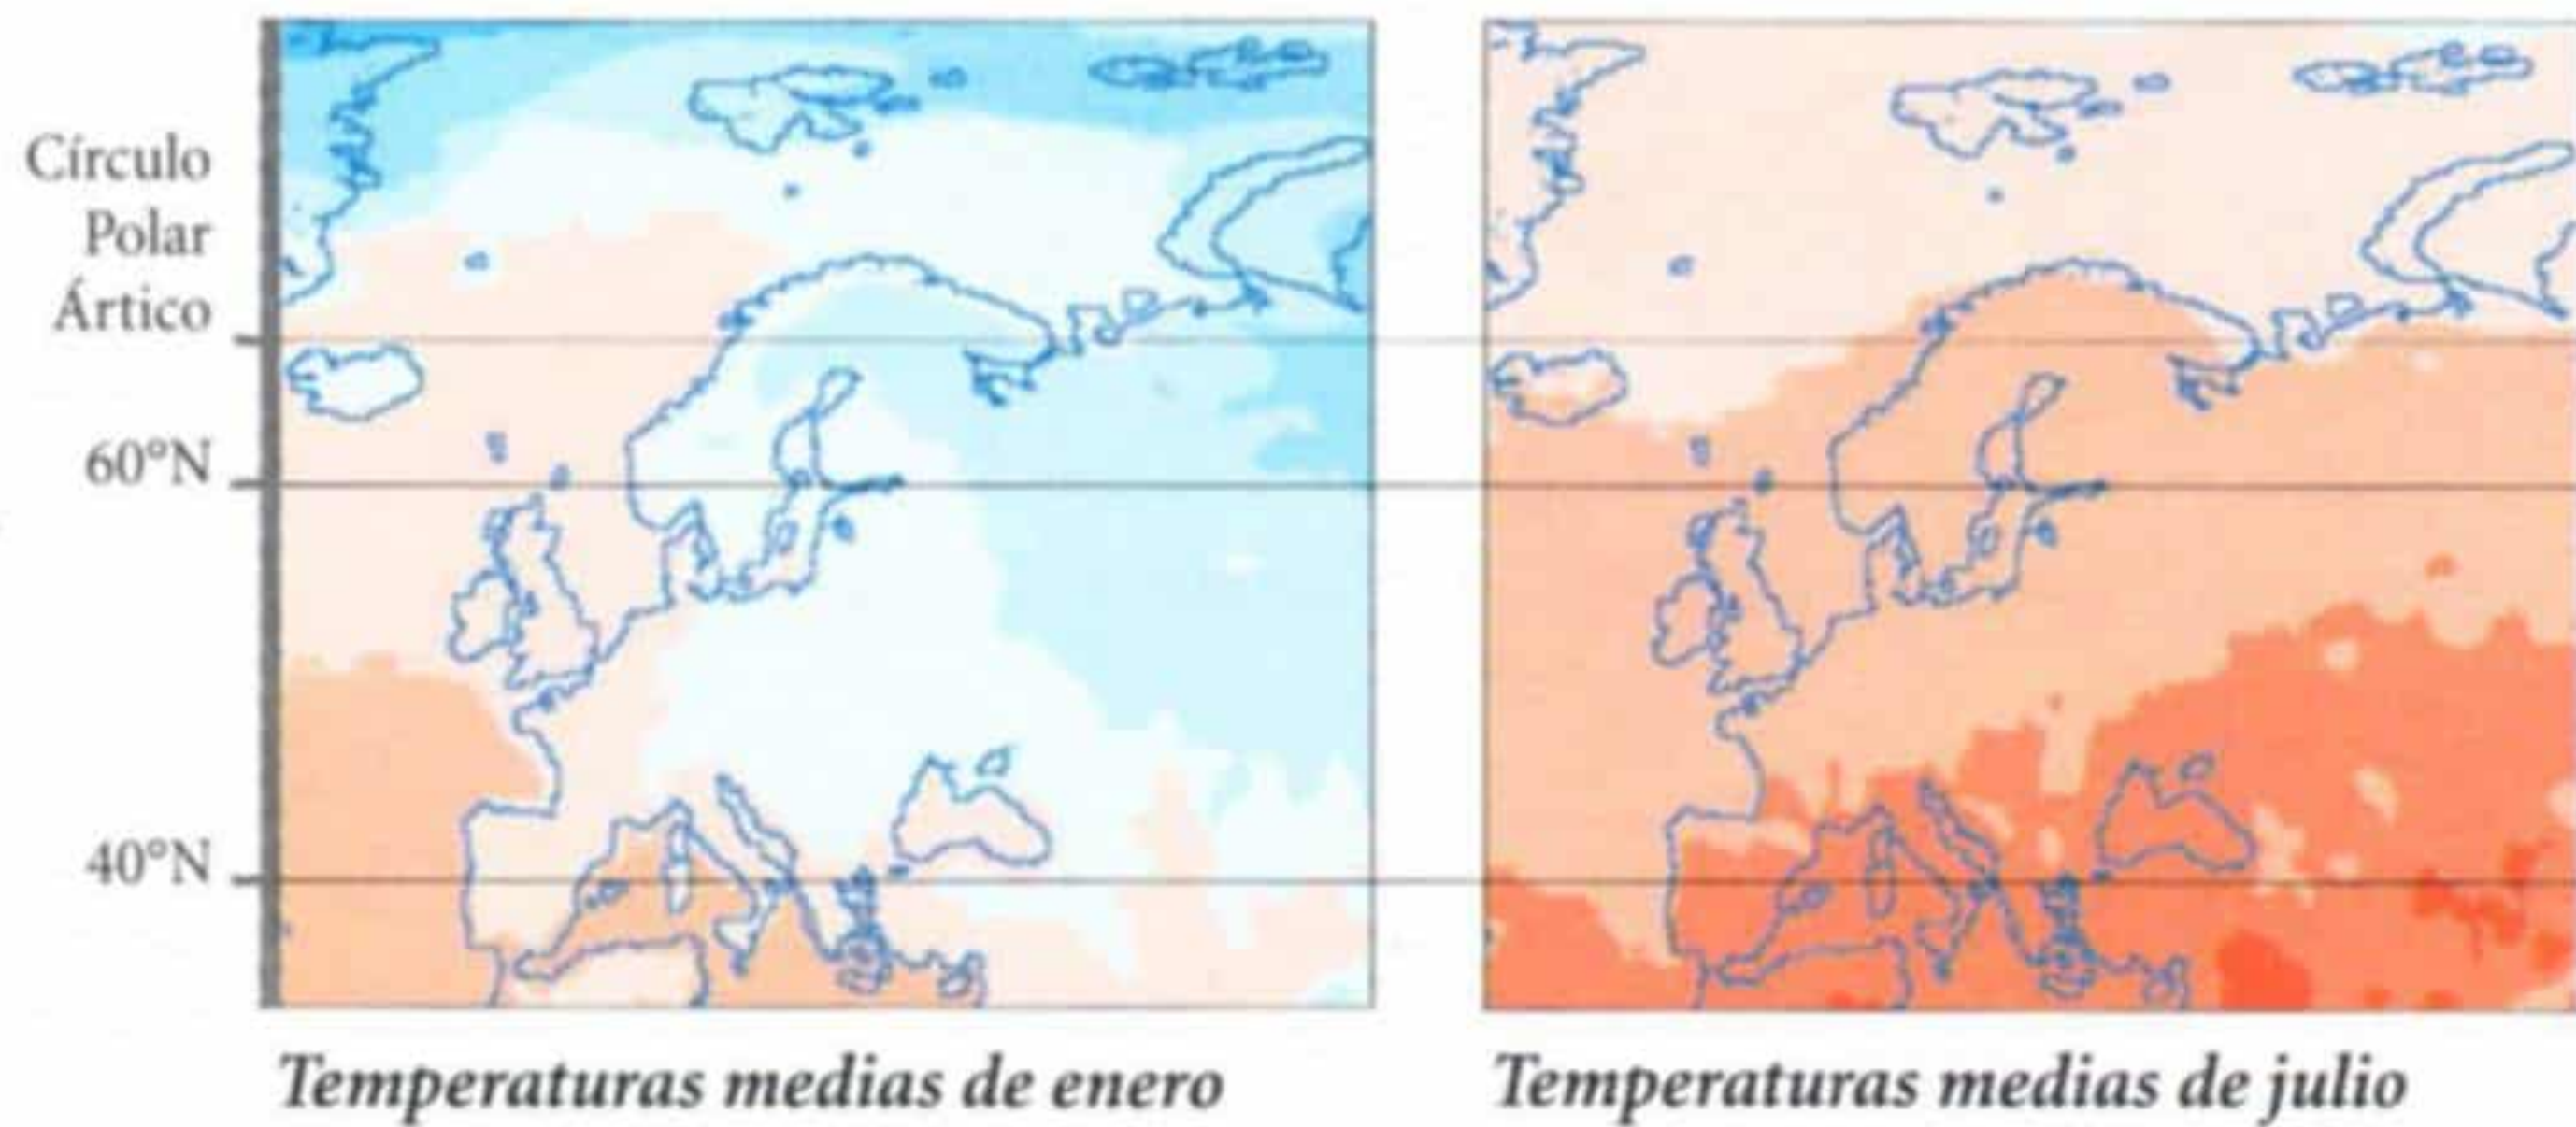 Círculo
Polar
Ártico
60°N
40°N
Temperaturas medias de enero
Temperaturas medias de julio